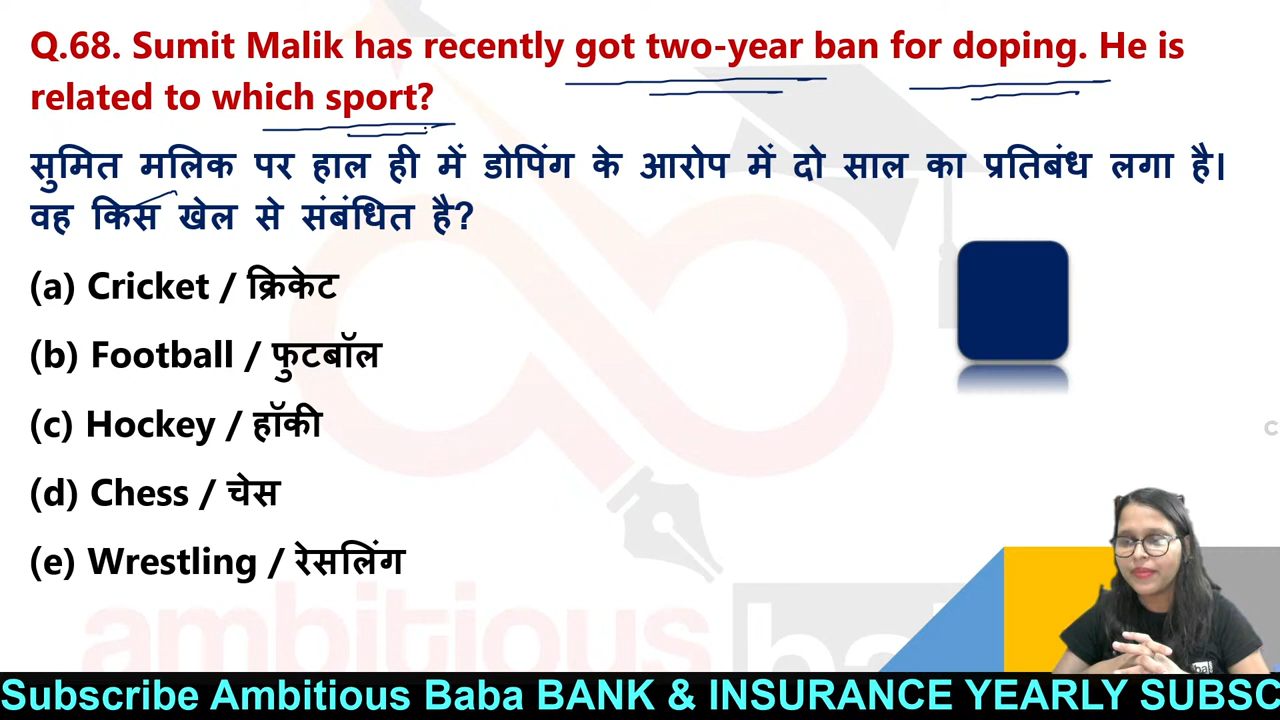 Q.68. Sumit Malik has recently got two-year ban for doping. He is
related to which sport?
सुमित मलिक पर हाल ही में डोपिंग के आरोप में दो साल का प्रतिबंध लगा है।
वह किस खेल से संबंधित है?
(a) Cricket / क्रिकेट
(b) Football / फुटबॉल
(c) Hockey / हॉकी
(d) Chess / चेस
(e) Wrestling / रेसलिंग
ambitious
Subscribe Ambitious Baba BANK & INSURANCE YEARLY SUBSC